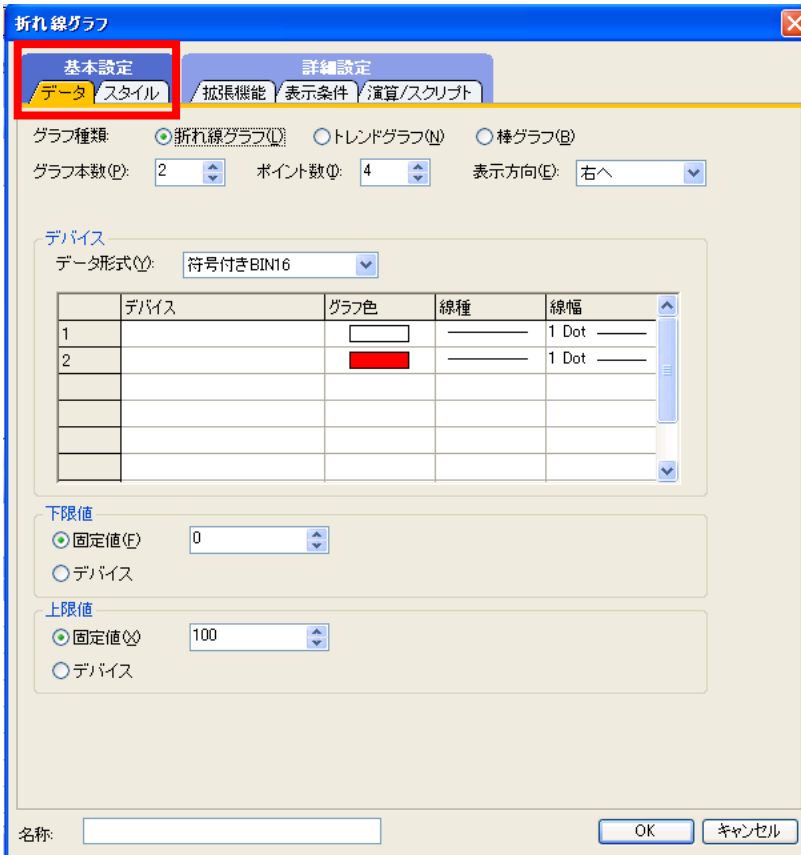 折れ線グラフ
基本設定 詳細設定
データ スタイル 拡張機能 表示条件 演算/スクリプト
グラフ種類: 折れ線グラフ(L) トレンドグラフ(N) 棒グラフ(B)
グラフ本数(P): 2 ポイント数(I): 4 表示方向(E): 右へ
デバイス
データ形式(Y): 符号付きBIN16
デバイス グラフ色 線種 線幅
1 1 Dot
2 1 Dot
下限値
固定値(F) 0
デバイス
上限値
固定値(X) 100
デバイス
名称: OK キャンセル